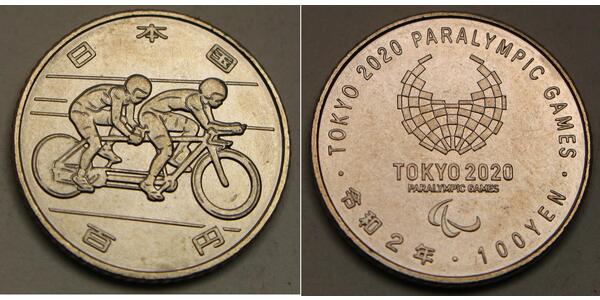 日本国
百円
TOKYO 2020 PARALYMPIC GAMES
TOKYO 2020
PARALYMPIC GAMES
令和2年・100YEN